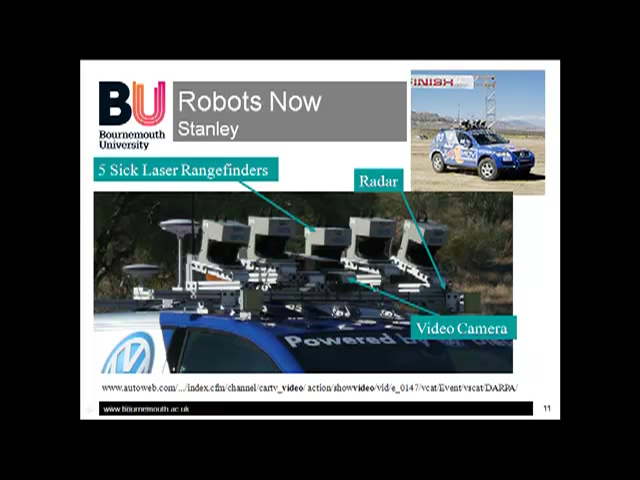 BU
Bournemouth
University
Robots Now
Stanley
FINISH
5 Sick Laser Rangefinders
Radar
Video Camera
Powered by
www.autoweb.com/.../index.cfm/channel/cartv_video/ action/showvideo/vid/e_0147/vcat/Event/vscat/DARPA/
www.bournemouth.ac.uk
11